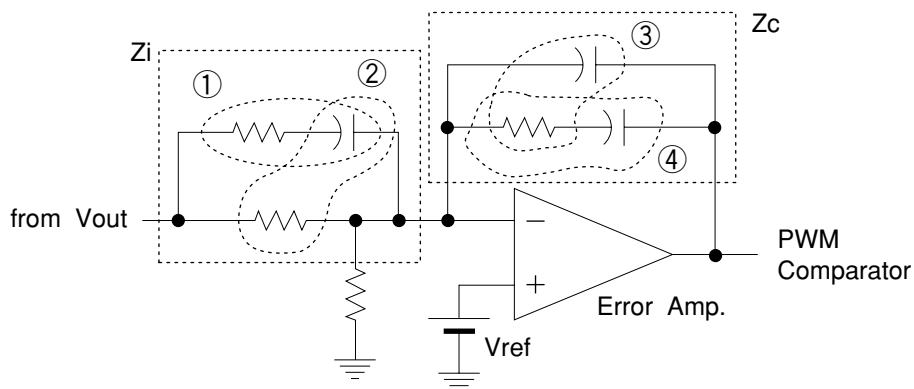 Zc
③
Zi
①
②
④
from Vout
−
+
PWM
Comparator
Error Amp.
Vref